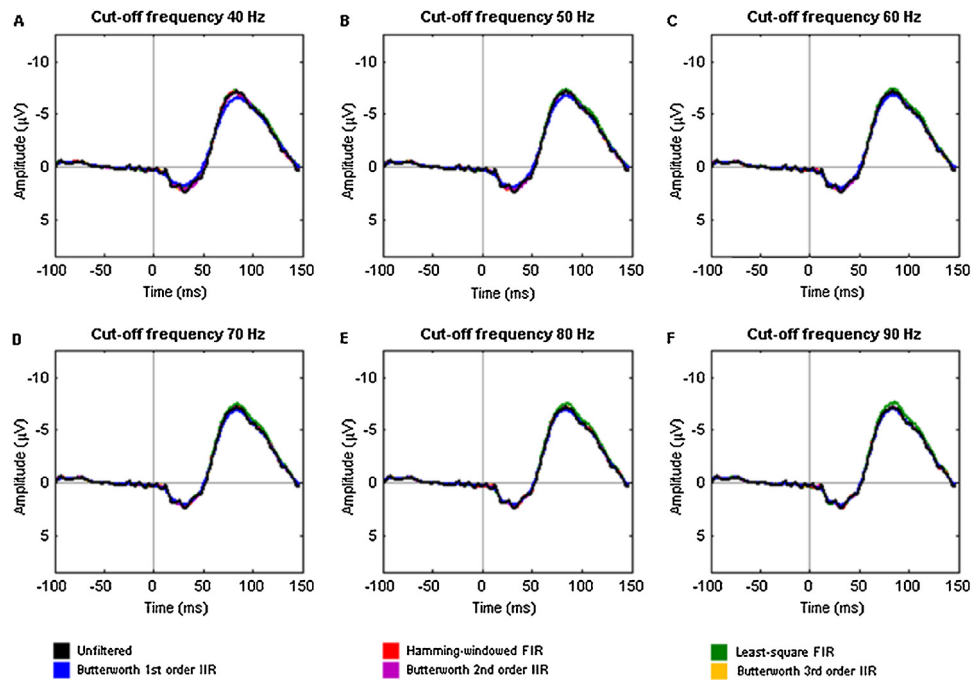 A Cut-off frequency 40 Hz
B Cut-off frequency 50 Hz
C Cut-off frequency 60 Hz
Amplitude (µV)
-10
-5
0
5
-100 -50 0 50 100 150
Time (ms)
Amplitude (µV)
-10
-5
0
5
-100 -50 0 50 100 150
Time (ms)
Amplitude (µV)
-10
-5
0
5
-100 -50 0 50 100 150
Time (ms)
D Cut-off frequency 70 Hz
E Cut-off frequency 80 Hz
F Cut-off frequency 90 Hz
Amplitude (µV)
-10
-5
0
5
-100 -50 0 50 100 150
Time (ms)
Amplitude (µV)
-10
-5
0
5
-100 -50 0 50 100 150
Time (ms)
Amplitude (µV)
-10
-5
0
5
-100 -50 0 50 100 150
Time (ms)
Unfiltered
Butterworth 1st order IIR
Hamming-windowed FIR
Butterworth 2nd order IIR
Least-square FIR
Butterworth 3rd order IIR